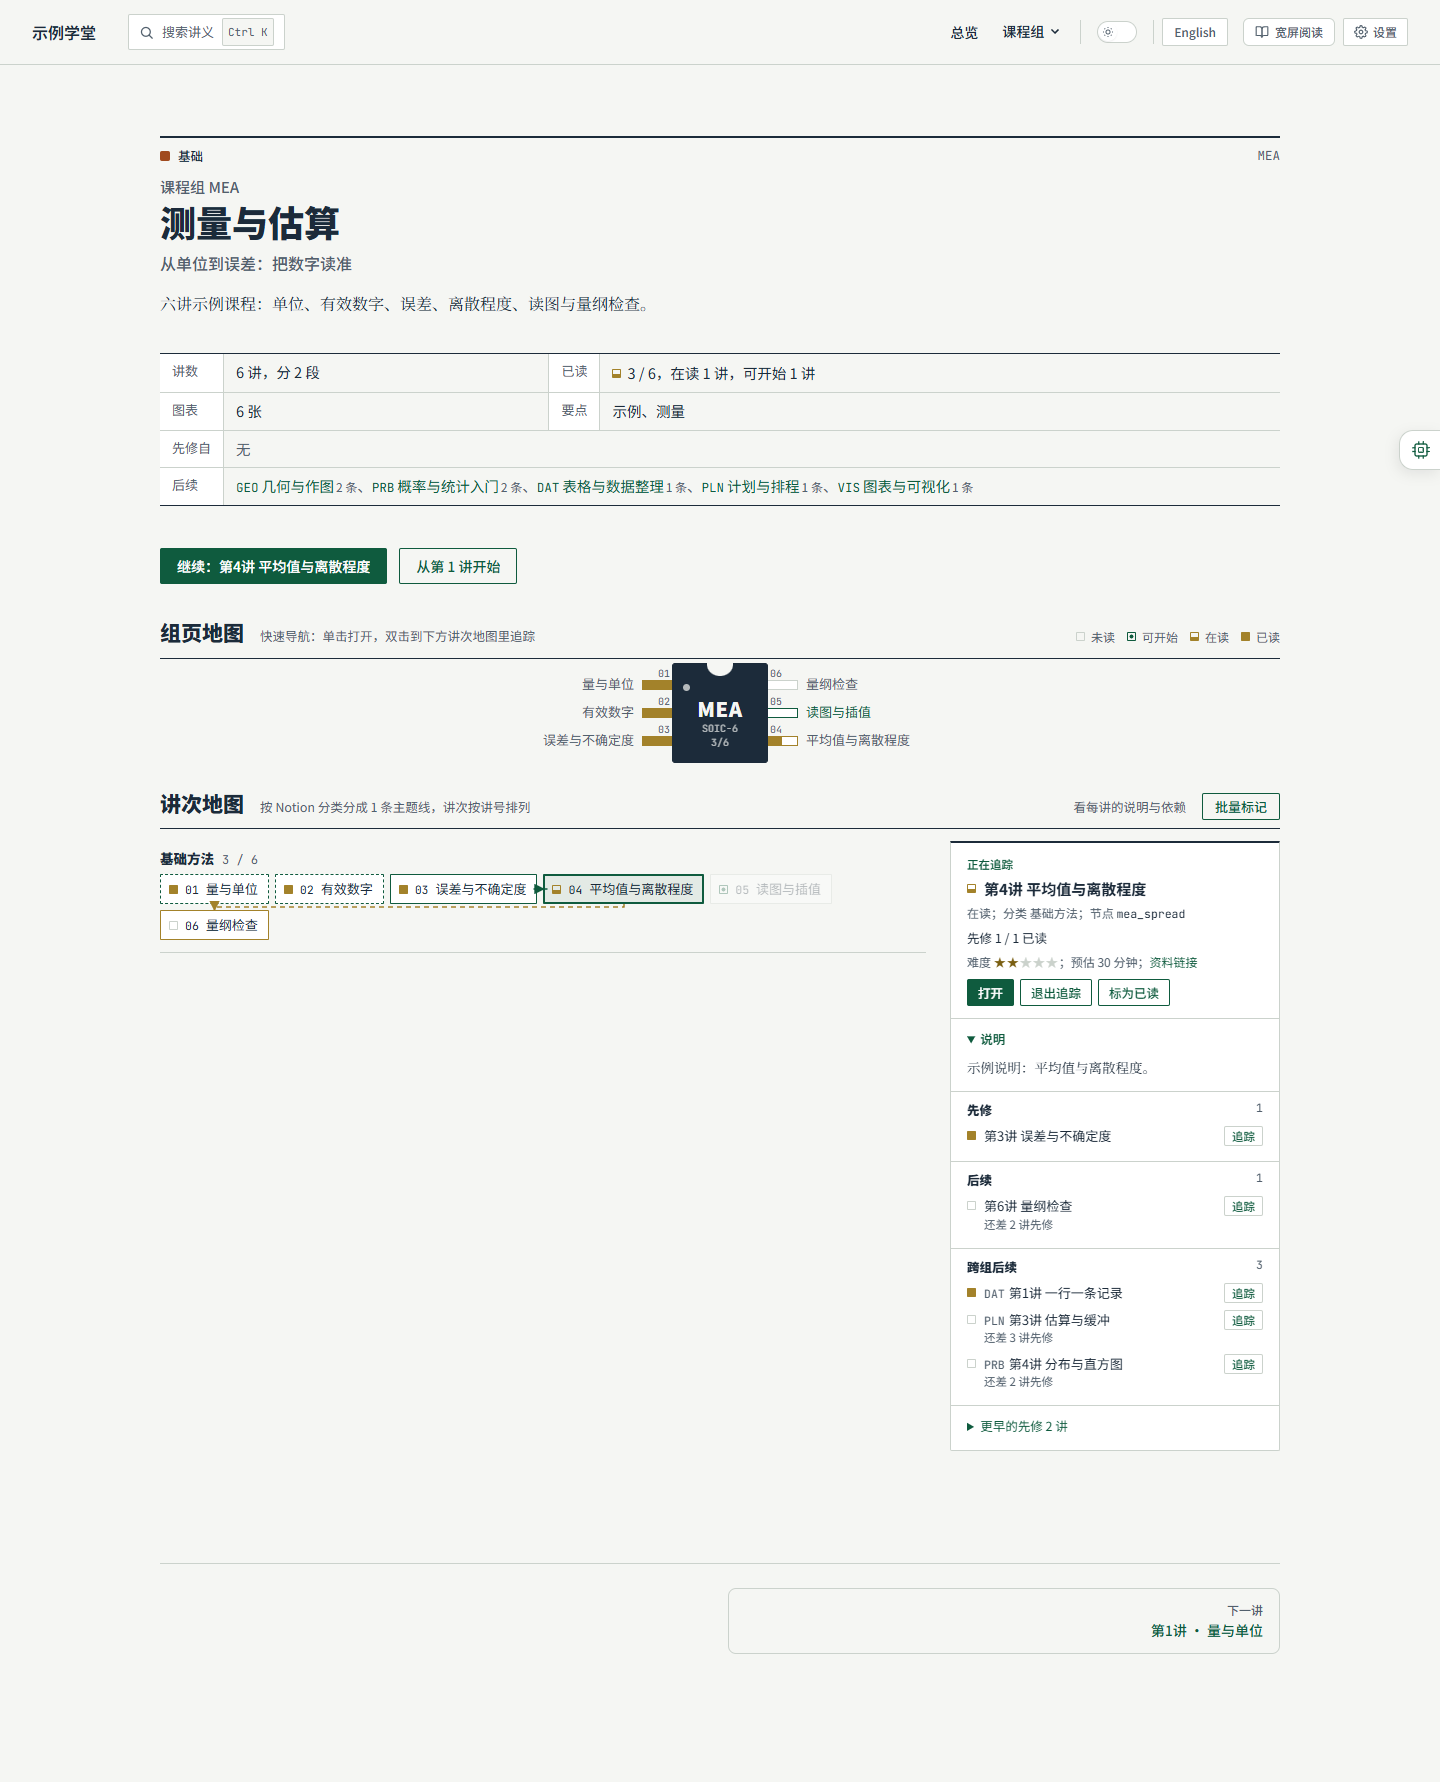 示例学堂
搜索讲义 Ctrl K
总览
课程组
English
宽屏阅读
设置
基础
MEA
课程组 MEA
测量与估算
从单位到误差：把数字读准
六讲示例课程：单位、有效数字、误差、离散程度、读图与量纲检查。
讲数 6 讲，分 2 段 已读 3 / 6，在读 1 讲，可开始 1 讲
图表 6 张 要点 示例、测量
先修自 无
后续 GEO 几何与作图 2 条、PRB 概率与统计入门 2 条、DAT 表格与数据整理 1 条、PLN 计划与排程 1 条、VIS 图表与可视化 1 条
继续：第4讲 平均值与离散程度
从第 1 讲开始
组页地图 快速导航：单击打开，双击到下方讲次地图里追踪 未读 可开始 在读 已读
量与单位 01 06 量纲检查
有效数字 02 MEA 05 读图与插值
误差与不确定度 03 SOIC-6 04 平均值与离散程度
3/6
讲次地图 按 Notion 分类分成 1 条主题线，讲次按讲号排列 看每讲的说明与依赖 批量标记
基础方法 3 / 6
01 量与单位 02 有效数字 03 误差与不确定度 04 平均值与离散程度 05 读图与插值
06 量纲检查
正在追踪
第4讲 平均值与离散程度
在读；分类 基础方法；节点 mea_spread
先修 1 / 1 已读
难度 ★★★★★；预估 30 分钟；资料链接
打开 退出追踪 标为已读
▼ 说明
示例说明：平均值与离散程度。
先修 1
第3讲 误差与不确定度 追踪
后续 1
第6讲 量纲检查 追踪
还差 2 讲先修
跨组后续 3
DAT 第1讲 一行一条记录 追踪
PLN 第3讲 估算与缓冲 追踪
还差 3 讲先修
PRB 第4讲 分布与直方图 追踪
还差 2 讲先修
▶ 更早的先修 2 讲
下一讲
第1讲 · 量与单位